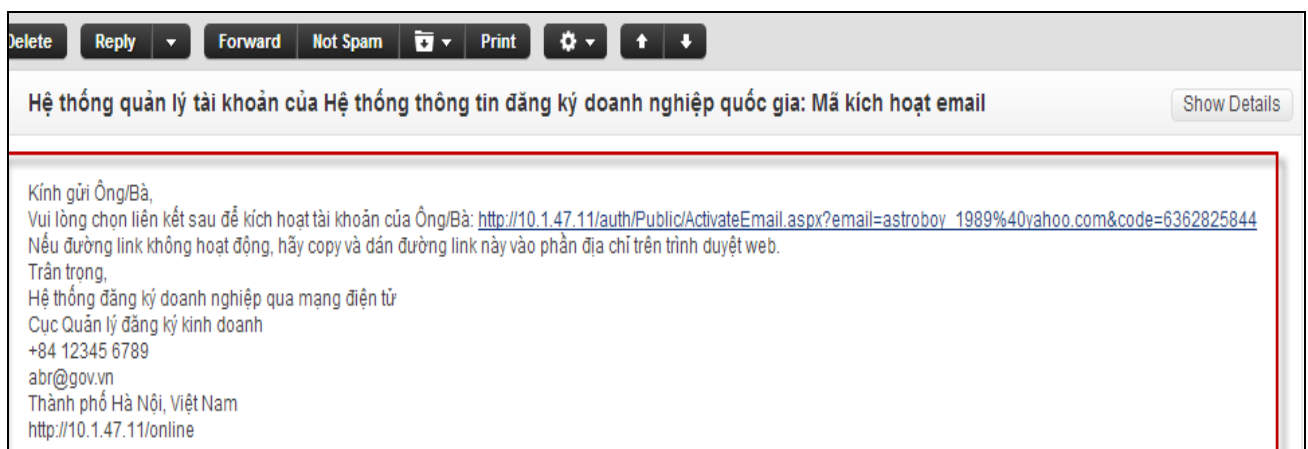 Delete Reply Forward Not Spam Print
Hệ thống quản lý tài khoản của Hệ thống thông tin đăng ký doanh nghiệp quốc gia: Mã kích hoạt email Show Details
Kính gửi Ông/Bà,
Vui lòng chọn liên kết sau để kích hoạt tài khoản của Ông/Bà: http://10.1.47.11/auth/Public/ActivateEmail.aspx?email=astroboy_1989%40yahoo.com&code=6362825844
Nếu đường link không hoạt động, hãy copy và dán đường link này vào phần địa chỉ trên trình duyệt web.
Trân trọng,
Hệ thống đăng ký doanh nghiệp qua mạng điện tử
Cục Quản lý đăng ký kinh doanh
+84 12345 6789
abr@gov.vn
Thành phố Hà Nội, Việt Nam
http://10.1.47.11/online